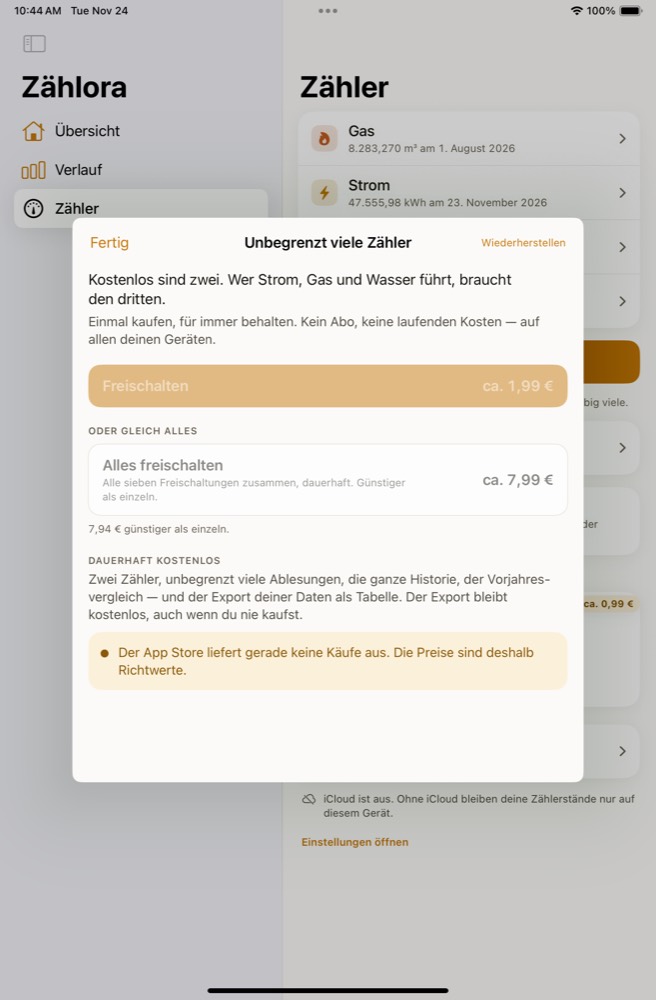 10:44 AM Tue Nov 24
100%
Zählora
Übersicht
Verlauf
Zähler
Zähler
Gas
8.283,270 m³ am 1. August 2026
Strom
47.555,98 kWh am 23. November 2026
Fertig
Unbegrenzt viele Zähler
Wiederherstellen
Kostenlos sind zwei. Wer Strom, Gas und Wasser führt, braucht
den dritten.
Einmal kaufen, für immer behalten. Kein Abo, keine laufenden Kosten — auf
allen deinen Geräten.
Freischalten
ca. 1,99 €
ODER GLEICH ALLES
Alles freischalten
Alle sieben Freischaltungen zusammen, dauerhaft. Günstiger
als einzeln.
ca. 7,99 €
7,94 € günstiger als einzeln.
DAUERHAFT KOSTENLOS
Zwei Zähler, unbegrenzt viele Ablesungen, die ganze Historie, der Vorjahres-
vergleich — und der Export deiner Daten als Tabelle. Der Export bleibt
kostenlos, auch wenn du nie kaufst.
Der App Store liefert gerade keine Käufe aus. Die Preise sind deshalb
Richtwerte.
big viele.
der
ca. 0,99 €
iCloud ist aus. Ohne iCloud bleiben deine Zählerstände nur auf
diesem Gerät.
Einstellungen öffnen